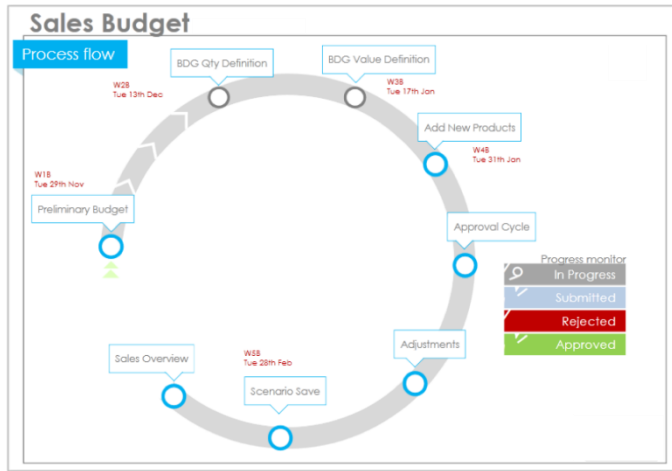 Sales Budget
Process flow
BDG Qty Definition
BDG Value Definition
W2B
Tue 13th Dec
W3B
Tue 17th Jan
Add New Products
W4B
Tue 31th Jan
W1B
Tue 29th Nov
Preliminary Budget
Approval Cycle
Progress monitor
In Progress
Submitted
Rejected
Approved
Adjustments
Sales Overview
W5B
Tue 28th Feb
Scenario Save